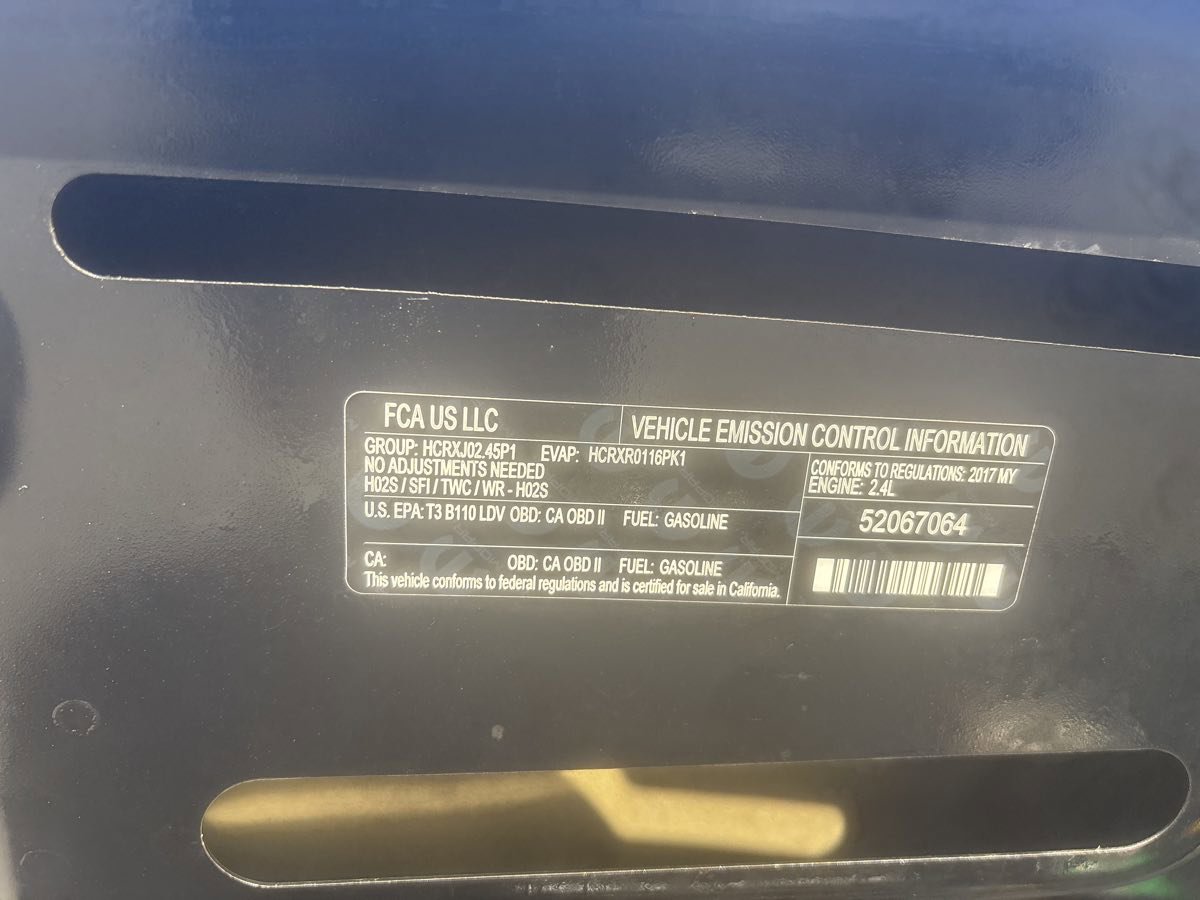 FCA US LLC
VEHICLE EMISSION CONTROL INFORMATION
GROUP: HCRXJ02.45P1 EVAP: HCRXR0116PK1
NO ADJUSTMENTS NEEDED
H02S / SFI / TWC / WR - H02S
CONFORMS TO REGULATIONS: 2017 MY
ENGINE: 2.4L
U.S. EPA: T3 B110 LDV OBD: CA OBD II FUEL: GASOLINE
52067064
CA: OBD: CA OBD II FUEL: GASOLINE
This vehicle conforms to federal regulations and is certified for sale in California.